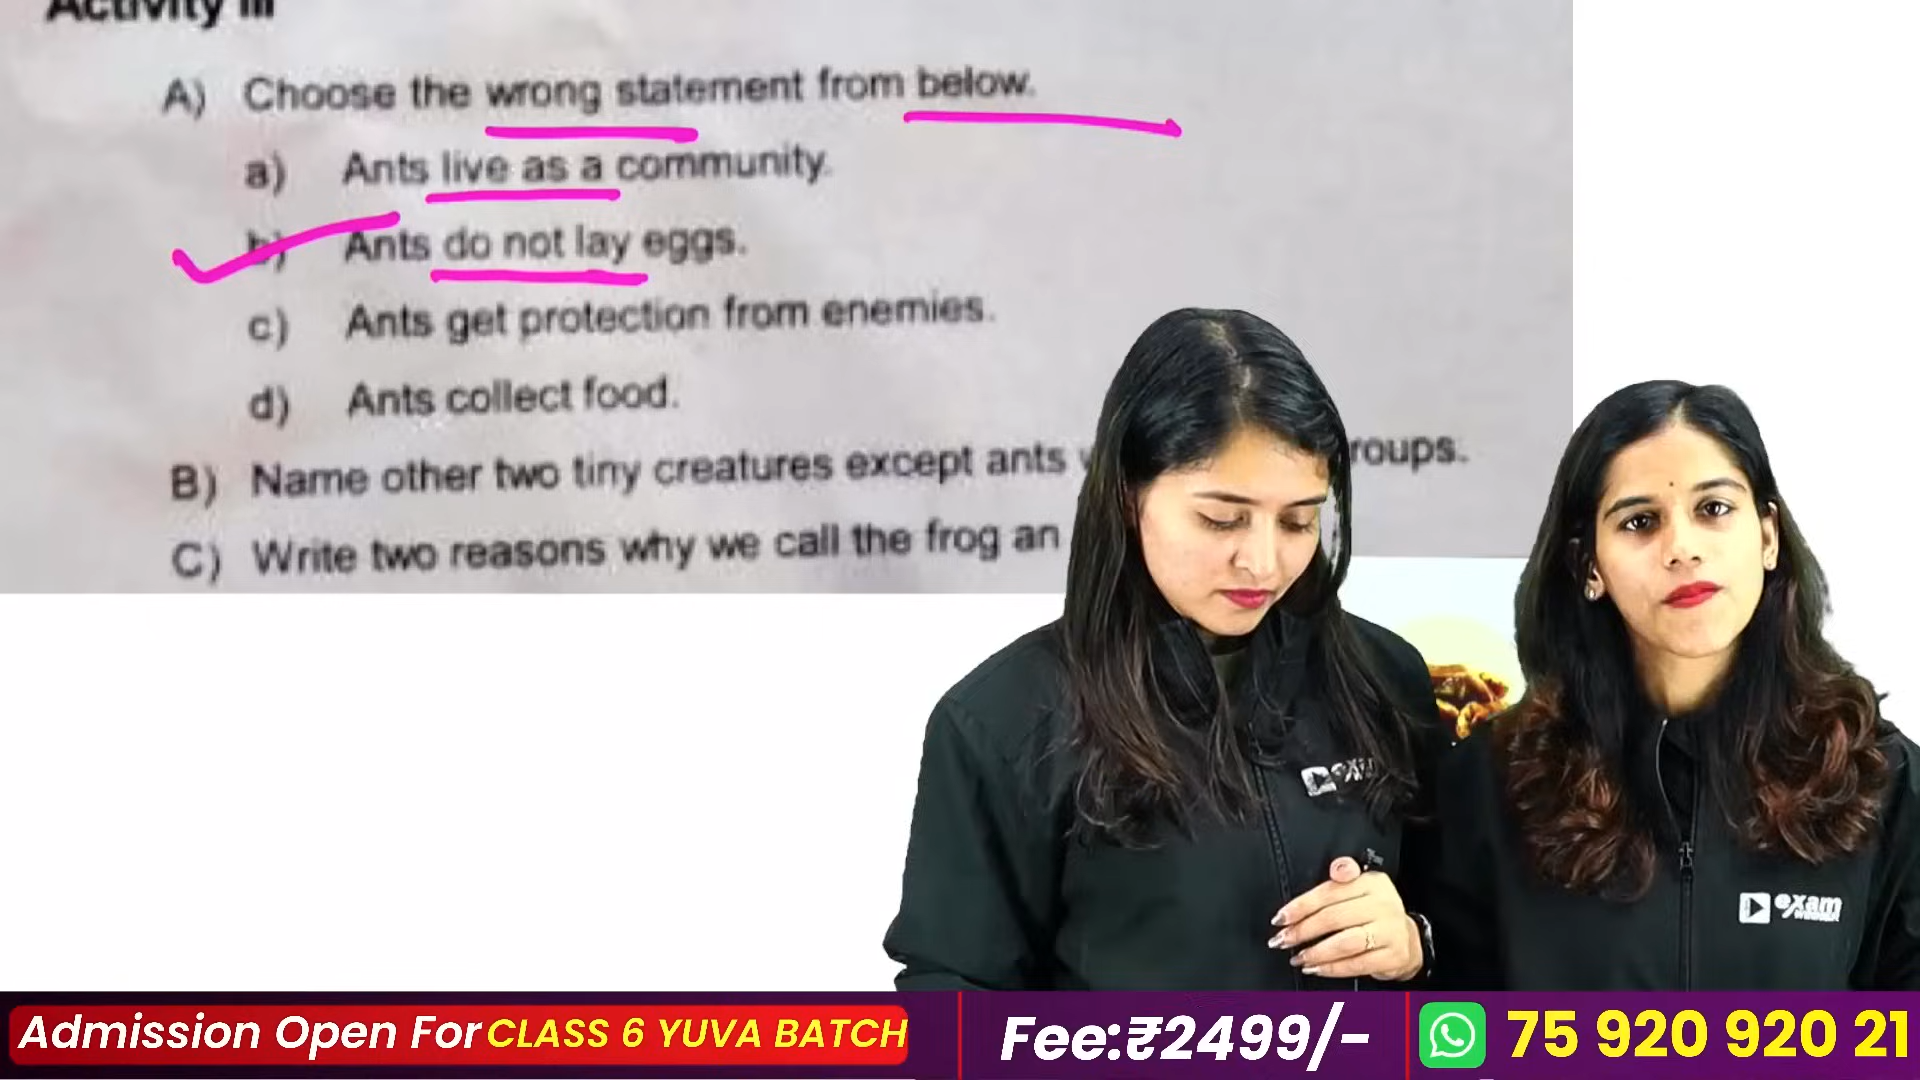 Activity III
A) Choose the wrong statement from below.
a) Ants live as a community.
b) Ants do not lay eggs.
c) Ants get protection from enemies.
d) Ants collect food.
B) Name other two tiny creatures except ants roups.
C) Write two reasons why we call the frog an
exam
Admission Open For CLASS 6 YUVA BATCH
Fee:₹2499/-
75 920 920 21